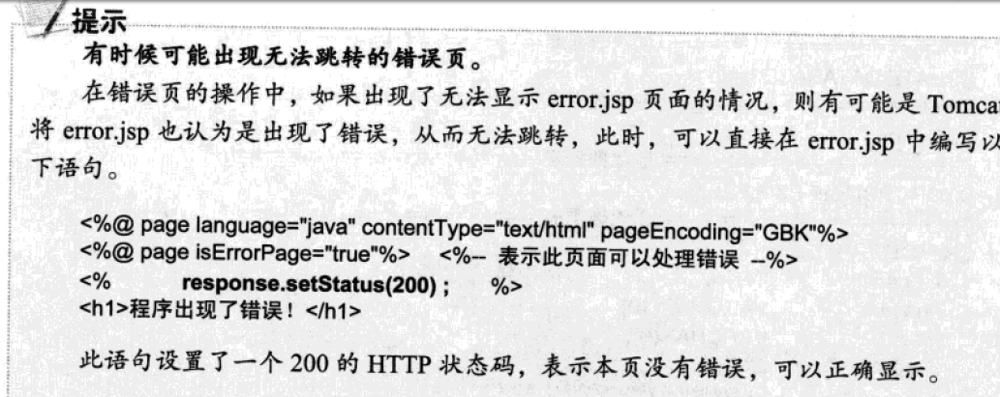 提示
有时候可能出现无法跳转的错误页。
在错误页的操作中，如果出现了无法显示 error.jsp 页面的情况，则有可能是 Tomca
将 error.jsp 也认为是出现了错误，从而无法跳转，此时，可以直接在 error.jsp 中编写以
下语句。
<%@ page language="java" contentType="text/html" pageEncoding="GBK"%>
<%@ page isErrorPage="true"%> <%-- 表示此页面可以处理错误 --%>
<% response.setStatus(200) ; %>
<h1>程序出现了错误！</h1>
此语句设置了一个 200 的 HTTP 状态码，表示本页没有错误，可以正确显示。